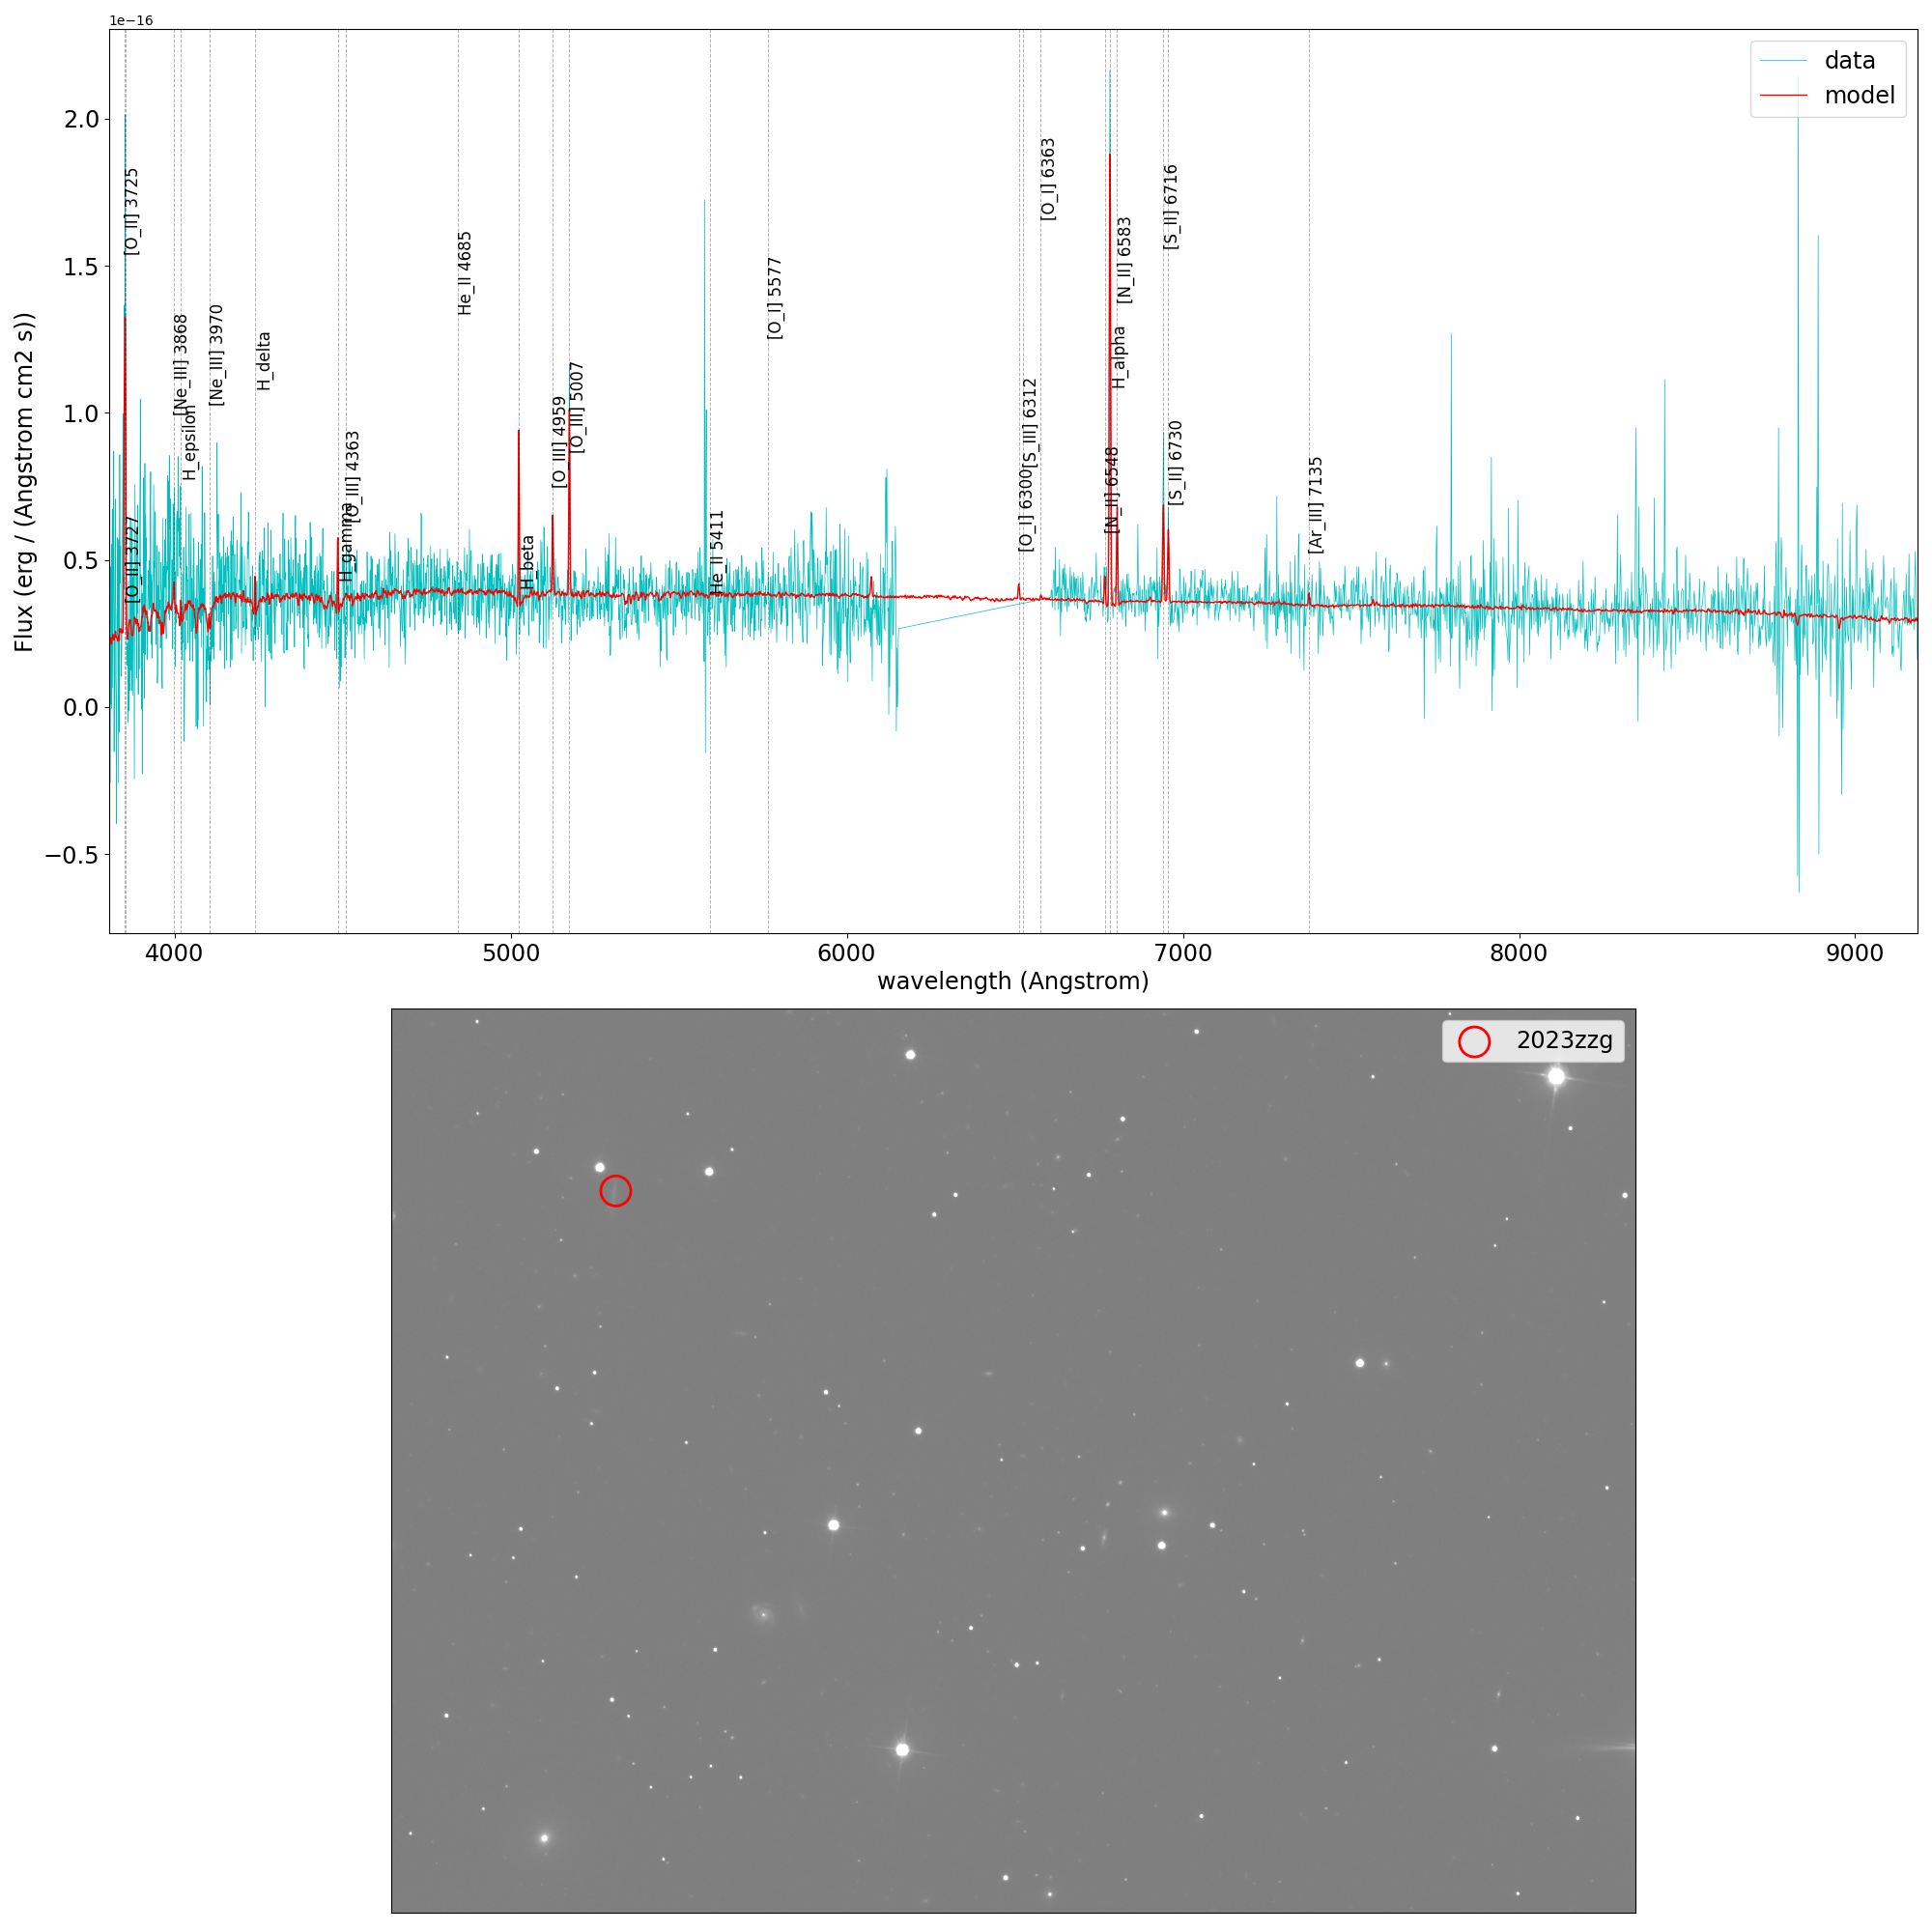 1e−16
data
model
2.0
1.5
1.0
0.5
0.0
−0.5
Flux (erg / (Angstrom cm2 s))
[O_II] 3725
[O_II] 3727
[Ne_III] 3868
H_epsilon
[Ne_III] 3970
H_delta
H_gamma
[O_III] 4363
He_II 4685
H_beta
[O_III] 4959
[O_III] 5007
He_II 5411
[O_I] 5577
[O_I] 6300
[S_III] 6312
[O_I] 6363
[N_II] 6548
H_alpha
[N_II] 6583
[S_II] 6716
[S_II] 6730
[Ar_III] 7135
4000 5000 6000 7000 8000 9000
wavelength (Angstrom)
2023zzg